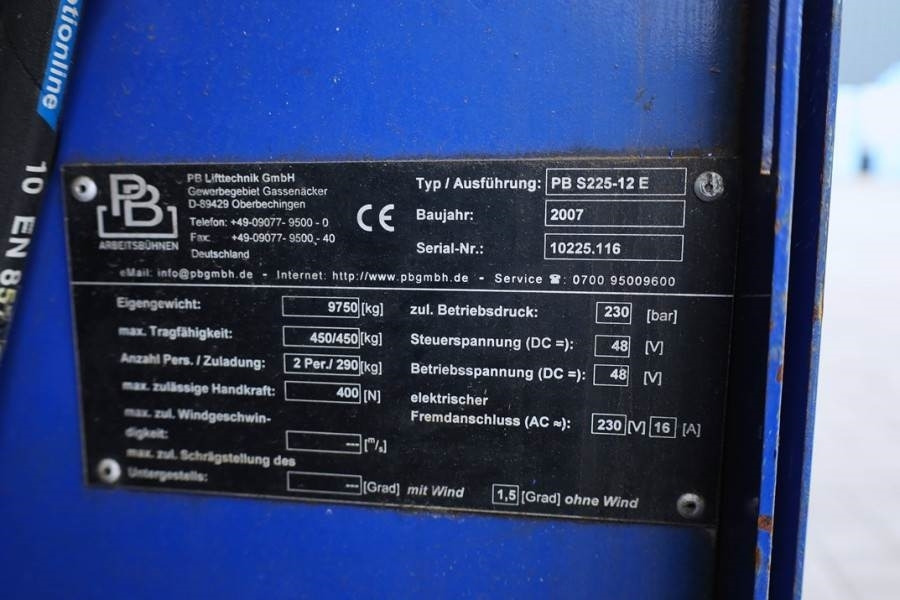 otionline
10 EN 85
PB
ARBEITSBÜHNEN
PB Lifttechnik GmbH
Gewerbegebiet Gassenäcker
D-89429 Oberbechingen
Telefon: +49-09077- 9500 - 0
Fax: +49-09077- 9500 - 40
Deutschland
CE
Typ / Ausführung: PB S225-12 E
Baujahr: 2007
Serial-Nr.: 10225.116
eMail: info@pbgmbh.de - Internet: http://www.pbgmbh.de - Service ☎: 0700 95009600
Eigengewicht: 9750 [kg]
max. Tragfähigkeit: 450/450 [kg]
Anzahl Pers. / Zuladung: 2 Per./ 290 [kg]
max. zulässige Handkraft: 400 [N]
max. zul. Windgeschwin-
digkeit: --- [m/s]
max. zul. Schrägstellung des
Untergestells: --- [Grad] mit Wind 1,5 [Grad] ohne Wind
zul. Betriebsdruck: 230 [bar]
Steuerspannung (DC =): 48 [V]
Betriebsspannung (DC =): 48 [V]
elektrischer
Fremdanschluss (AC ≈): 230 [V] 16 [A]